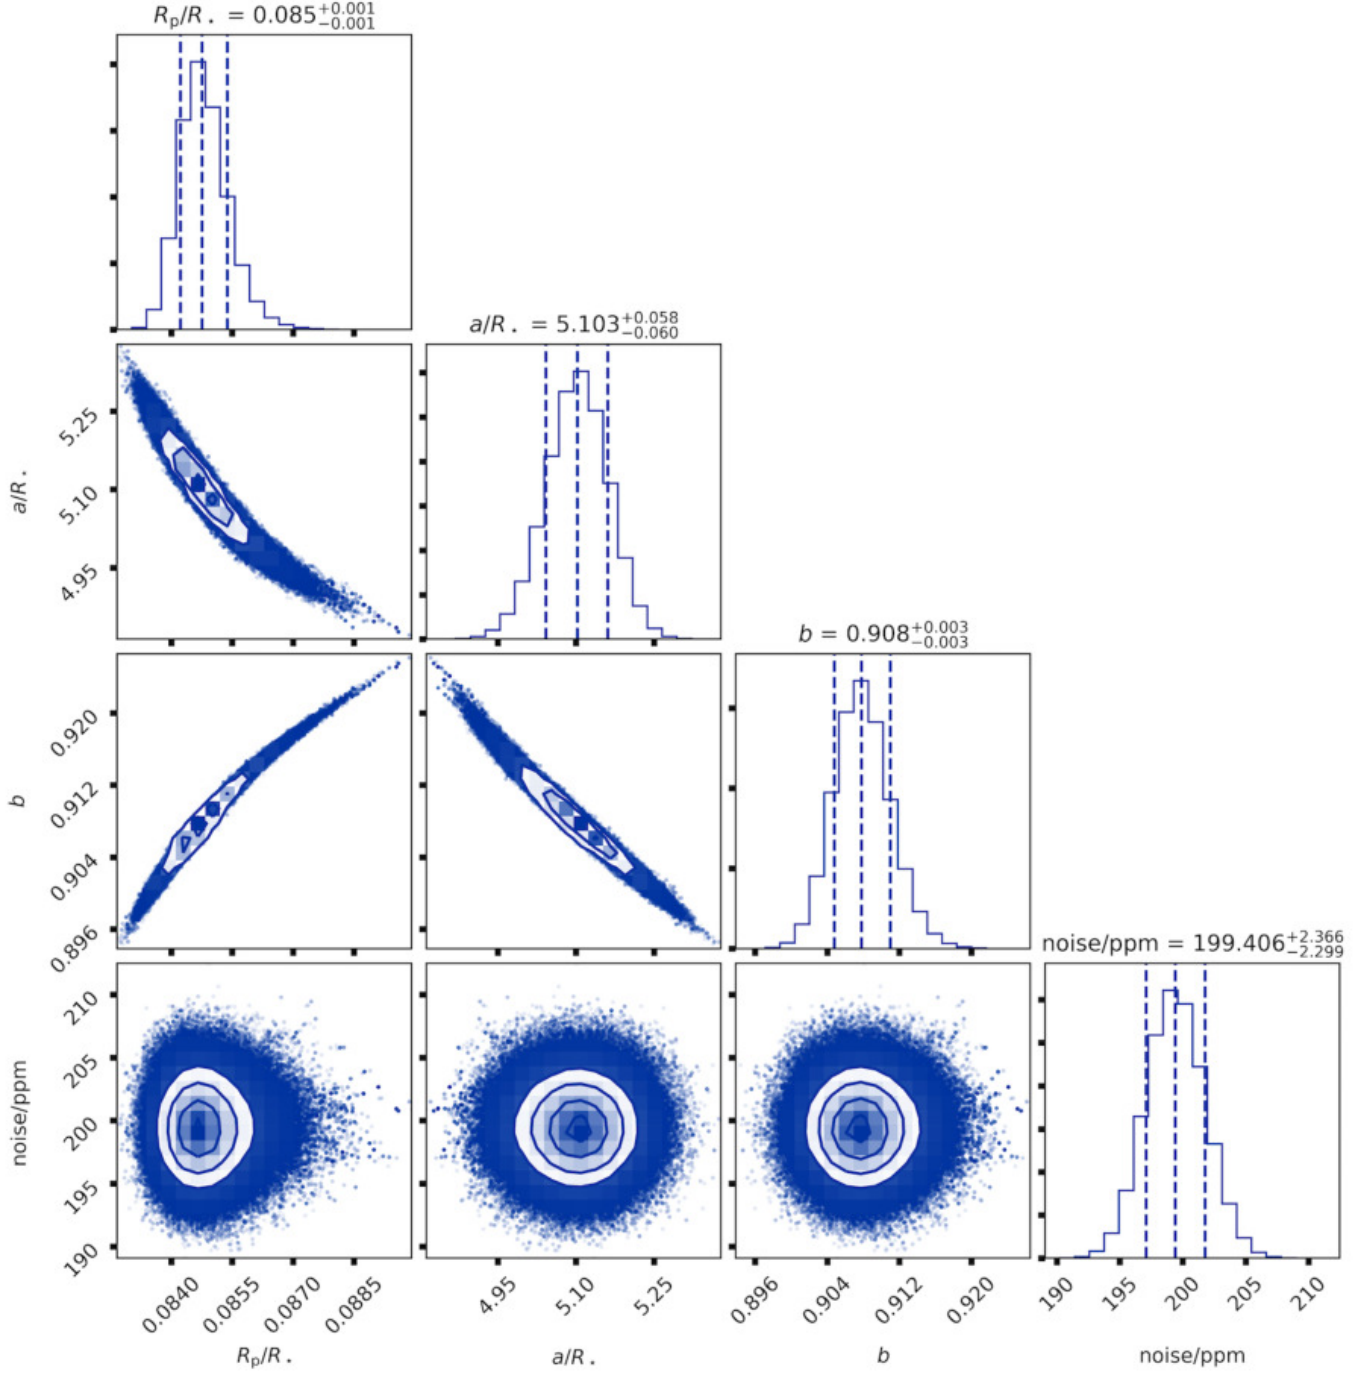 Rp/R⋆ = 0.085 +0.001 −0.001
a/R⋆ = 5.103 +0.058 −0.060
a/R⋆
5.25
5.10
4.95
b = 0.908 +0.003 −0.003
b
0.920
0.912
0.904
0.896
noise/ppm = 199.406 +2.366 −2.299
noise/ppm
210
205
200
195
190
0.0840 0.0855 0.0870 0.0885 4.95 5.10 5.25 0.896 0.904 0.912 0.920 190 195 200 205 210
Rp/R⋆ a/R⋆ b noise/ppm